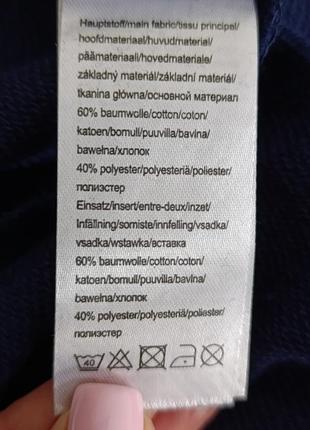 Hauptstoff/main fabric/tissu principal/
hoofdmateriaal/huvudmaterial/
päämateriaali/hovedmateriale/
základný materiál/základní materiál/
tkanina główna/основной материал
60% baumwolle/cotton/coton/
katoen/bomull/puuvilla/bavlna/
bawełna/хлопок
40% polyester/polyesteriä/poliester/
полиэстер
Einsatz/insert/entre-deux/inzet/
Infällning/somiste/innfelling/vsadka/
vsadka/wstawka/вставка
60% baumwolle/cotton/coton/
katoen/bomull/puuvilla/bavlna/
bawełna/хлопок
40% polyester/polyesteriä/poliester/
полиэстер
40